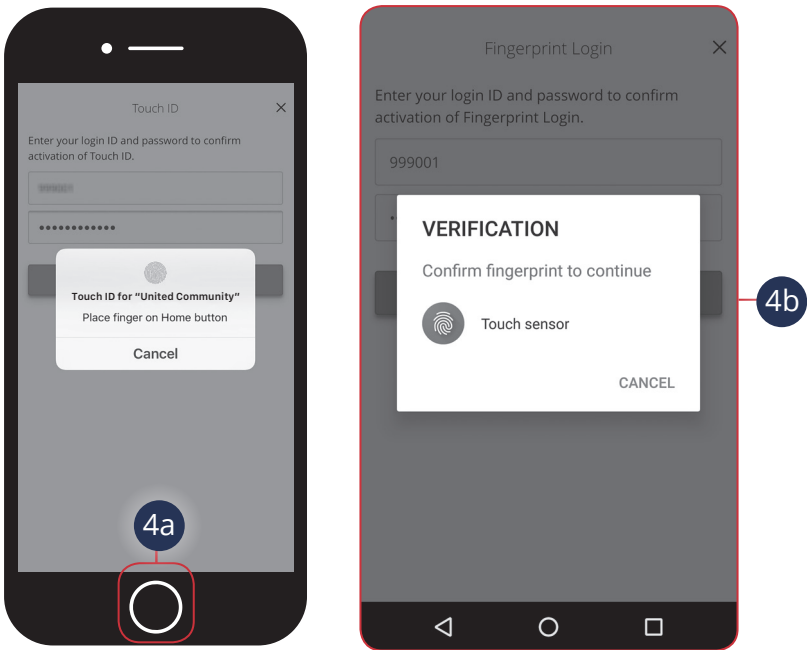 Touch ID
Enter your login ID and password to confirm
activation of Touch ID.
••••••••••••
Touch ID for “United Community”
Place finger on Home button
Cancel
4a
Fingerprint Login
Enter your login ID and password to confirm
activation of Fingerprint Login.
999001
VERIFICATION
Confirm fingerprint to continue
Touch sensor
CANCEL
4b